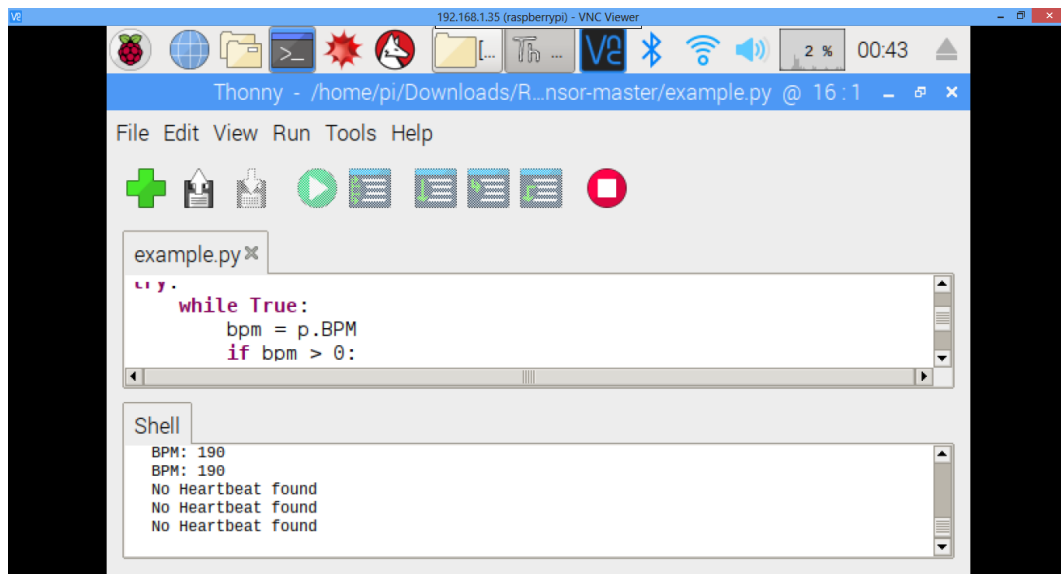 192.168.1.35 (raspberrypi) - VNC Viewer
[... Th ... 2 % 00:43
Thonny - /home/pi/Downloads/R...nsor-master/example.py @ 16 : 1
File Edit View Run Tools Help
example.py
try:
while True:
bpm = p.BPM
if bpm > 0:
Shell
BPM: 190
BPM: 190
No Heartbeat found
No Heartbeat found
No Heartbeat found